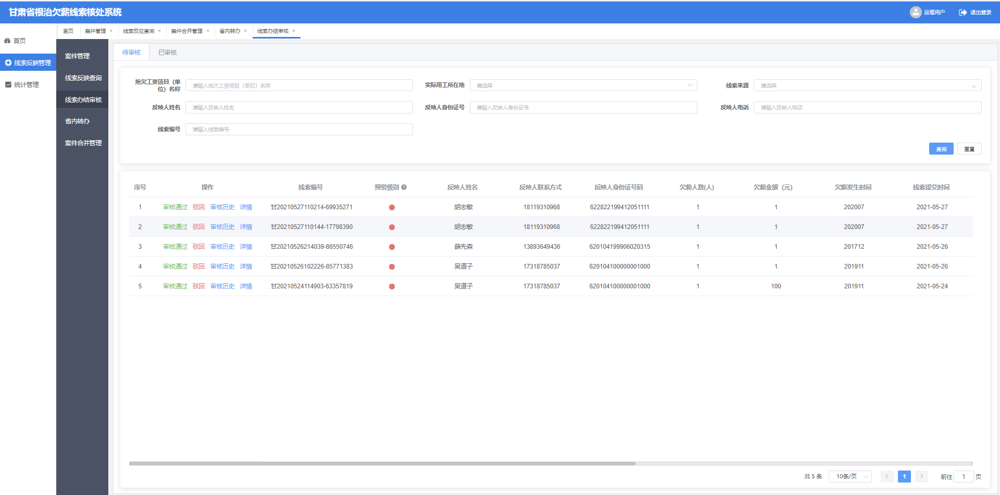 甘肃省根治欠薪线索核处系统
运维用户 退出登录
首页 案件管理 × 线索反应查询 × 案件合并管理 × 省内转办 × 线索办结审核 ×
首页
线索反映管理
统计管理
案件管理
线索反映查询
线索办结审核
省内转办
案件合并管理
待审核 已审核
拖欠工资项目（单位）名称 请输入拖欠工资项目（单位）名称 实际用工所在地 请选择 线索来源 请选择
反映人姓名 请输入反映人姓名 反映人身份证号 请输入反映人身份证号 反映人电话 请输入反映人电话
线索编号 请输入线索编号
查询 重置
序号 操作 线索编号 预警级别 反映人姓名 反映人联系方式 反映人身份证号码 欠薪人数(人) 欠薪金额（元） 欠薪发生时间 线索提交时间
1 审核通过 驳回 审核历史 详情 甘20210527110214-69935271 胡志敏 18119310968 622822199412051111 1 1 202007 2021-05-27
2 审核通过 驳回 审核历史 详情 甘20210527110144-17798390 胡志敏 18119310968 622822199412051111 1 1 202007 2021-05-27
3 审核通过 驳回 审核历史 详情 甘20210526214039-86550746 薛先森 13893649436 620104199906020315 1 1 201712 2021-05-26
4 审核通过 驳回 审核历史 详情 甘20210526102226-85771383 吴道子 17318785037 620104100000001000 1 1 201911 2021-05-26
5 审核通过 驳回 审核历史 详情 甘20210524114903-63357819 吴道子 17318785037 620104100000001000 1 100 201911 2021-05-24
共 5 条 10条/页 1 前往 1 页